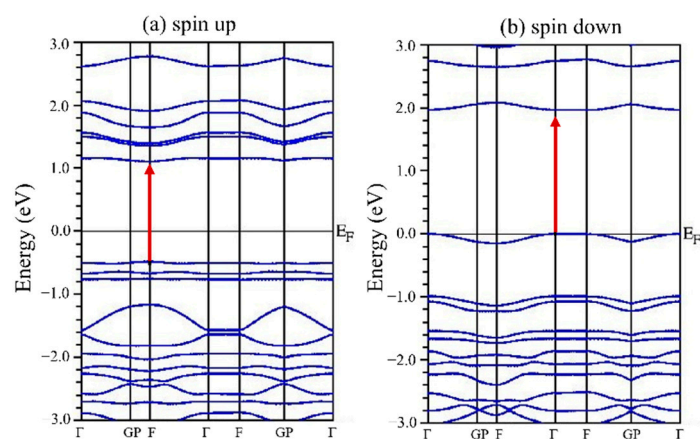 (a) spin up
(b) spin down
Energy (eV)
3.0
2.0
1.0
0.0
−1.0
−2.0
−3.0
E_F
Γ GP F Γ F GP Γ
Energy (eV)
3.0
2.0
1.0
0.0
−1.0
−2.0
−3.0
E_F
Γ GP F Γ F GP Γ